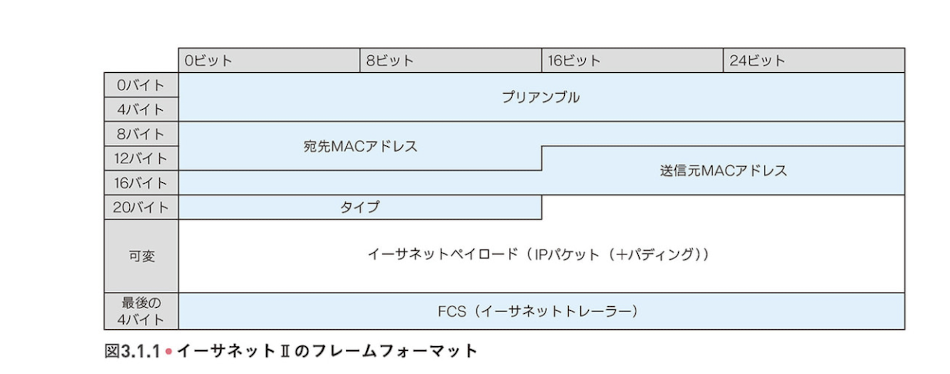 0ビット 8ビット 16ビット 24ビット
0バイト
プリアンブル
4バイト
8バイト
宛先MACアドレス
12バイト
送信元MACアドレス
16バイト
20バイト タイプ
可変 イーサネットペイロード（IPパケット（＋パディング））
最後の
4バイト
FCS（イーサネットトレーラー）
図3.1.1●イーサネットⅡのフレームフォーマット